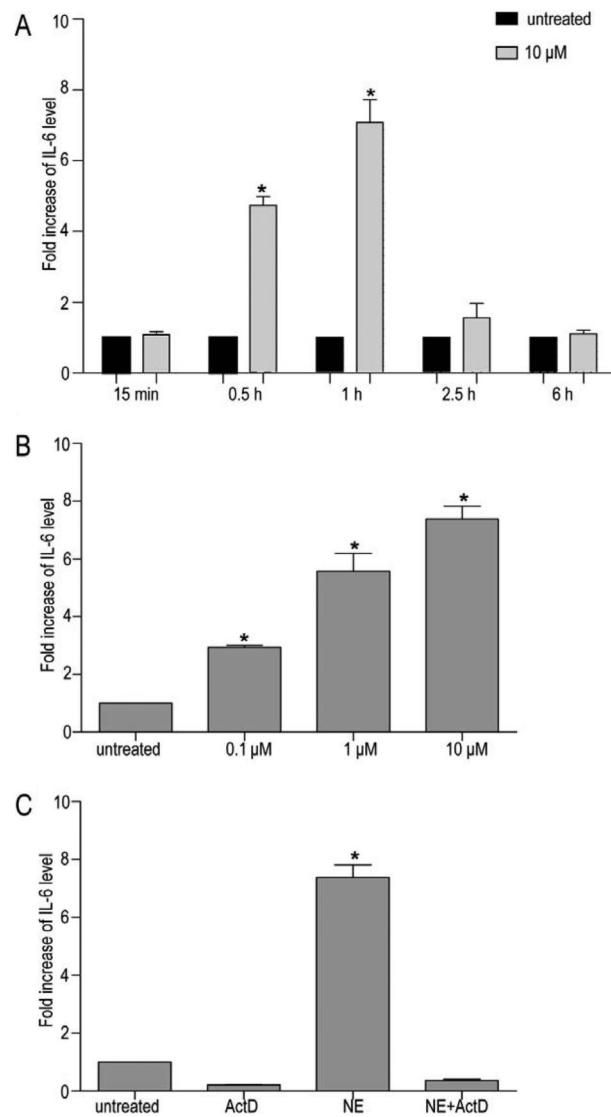 A
untreated
10 µM
Fold increase of IL-6 level
10
8
6
4
2
0
* *
15 min 0.5 h 1 h 2.5 h 6 h
B
Fold increase of IL-6 level
10
8
6
4
2
0
* * *
untreated 0.1 µM 1 µM 10 µM
C
Fold increase of IL-6 level
10
8
6
4
2
0
*
untreated ActD NE NE+ActD